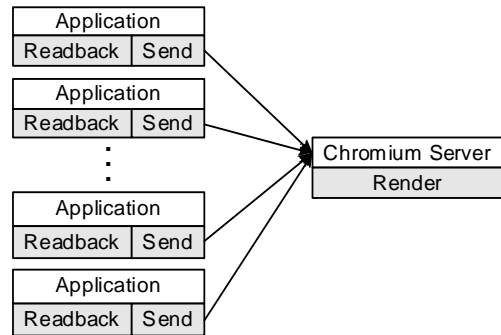 Application
Readback Send
Application
Readback Send
Application
Readback Send
Application
Readback Send
Chromium Server
Render